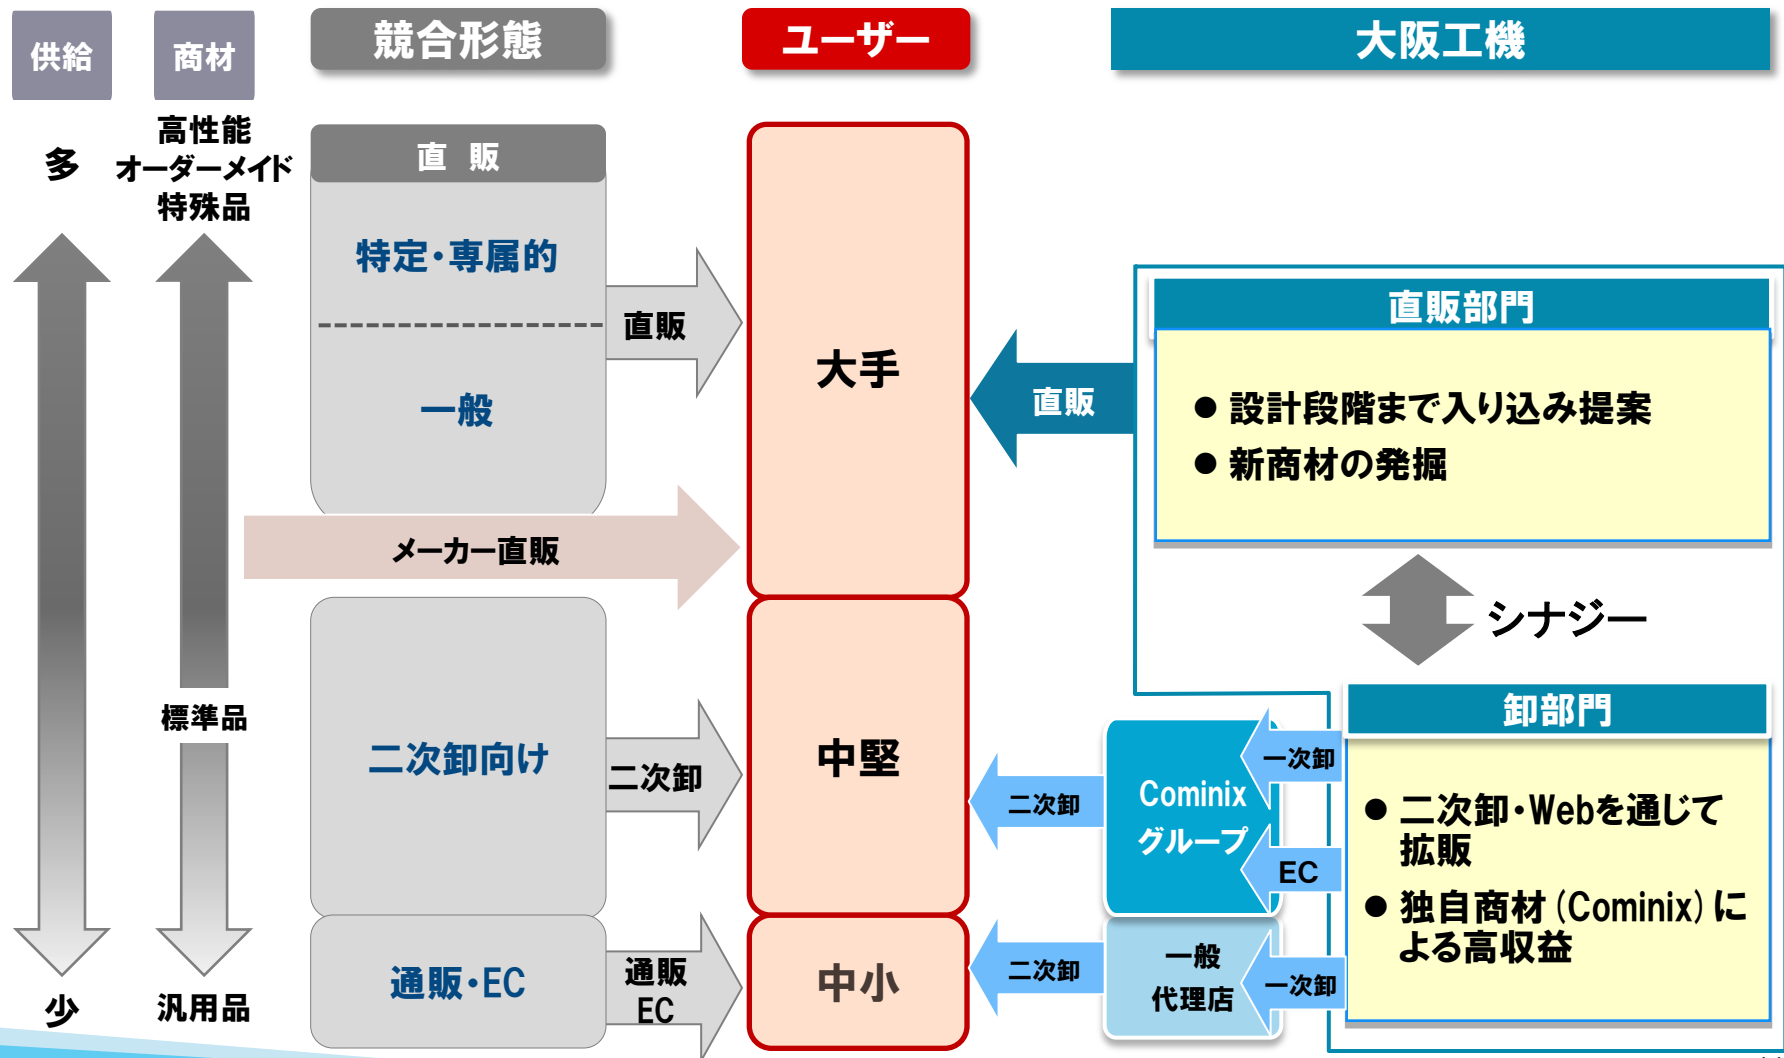 供給
商材
競合形態
ユーザー
大阪工機
多
高性能
オーダーメイド
特殊品
標準品
少
汎用品
直 販
特定・専属的
一般
直販
メーカー直販
二次卸向け
二次卸
通販・EC
通販
EC
大手
中堅
中小
直販
直販部門
● 設計段階まで入り込み提案
● 新商材の発掘
シナジー
卸部門
● 二次卸・Webを通じて
拡販
● 独自商材(Cominix)に
よる高収益
一次卸
EC
Cominix
グループ
二次卸
一次卸
一般
代理店
二次卸